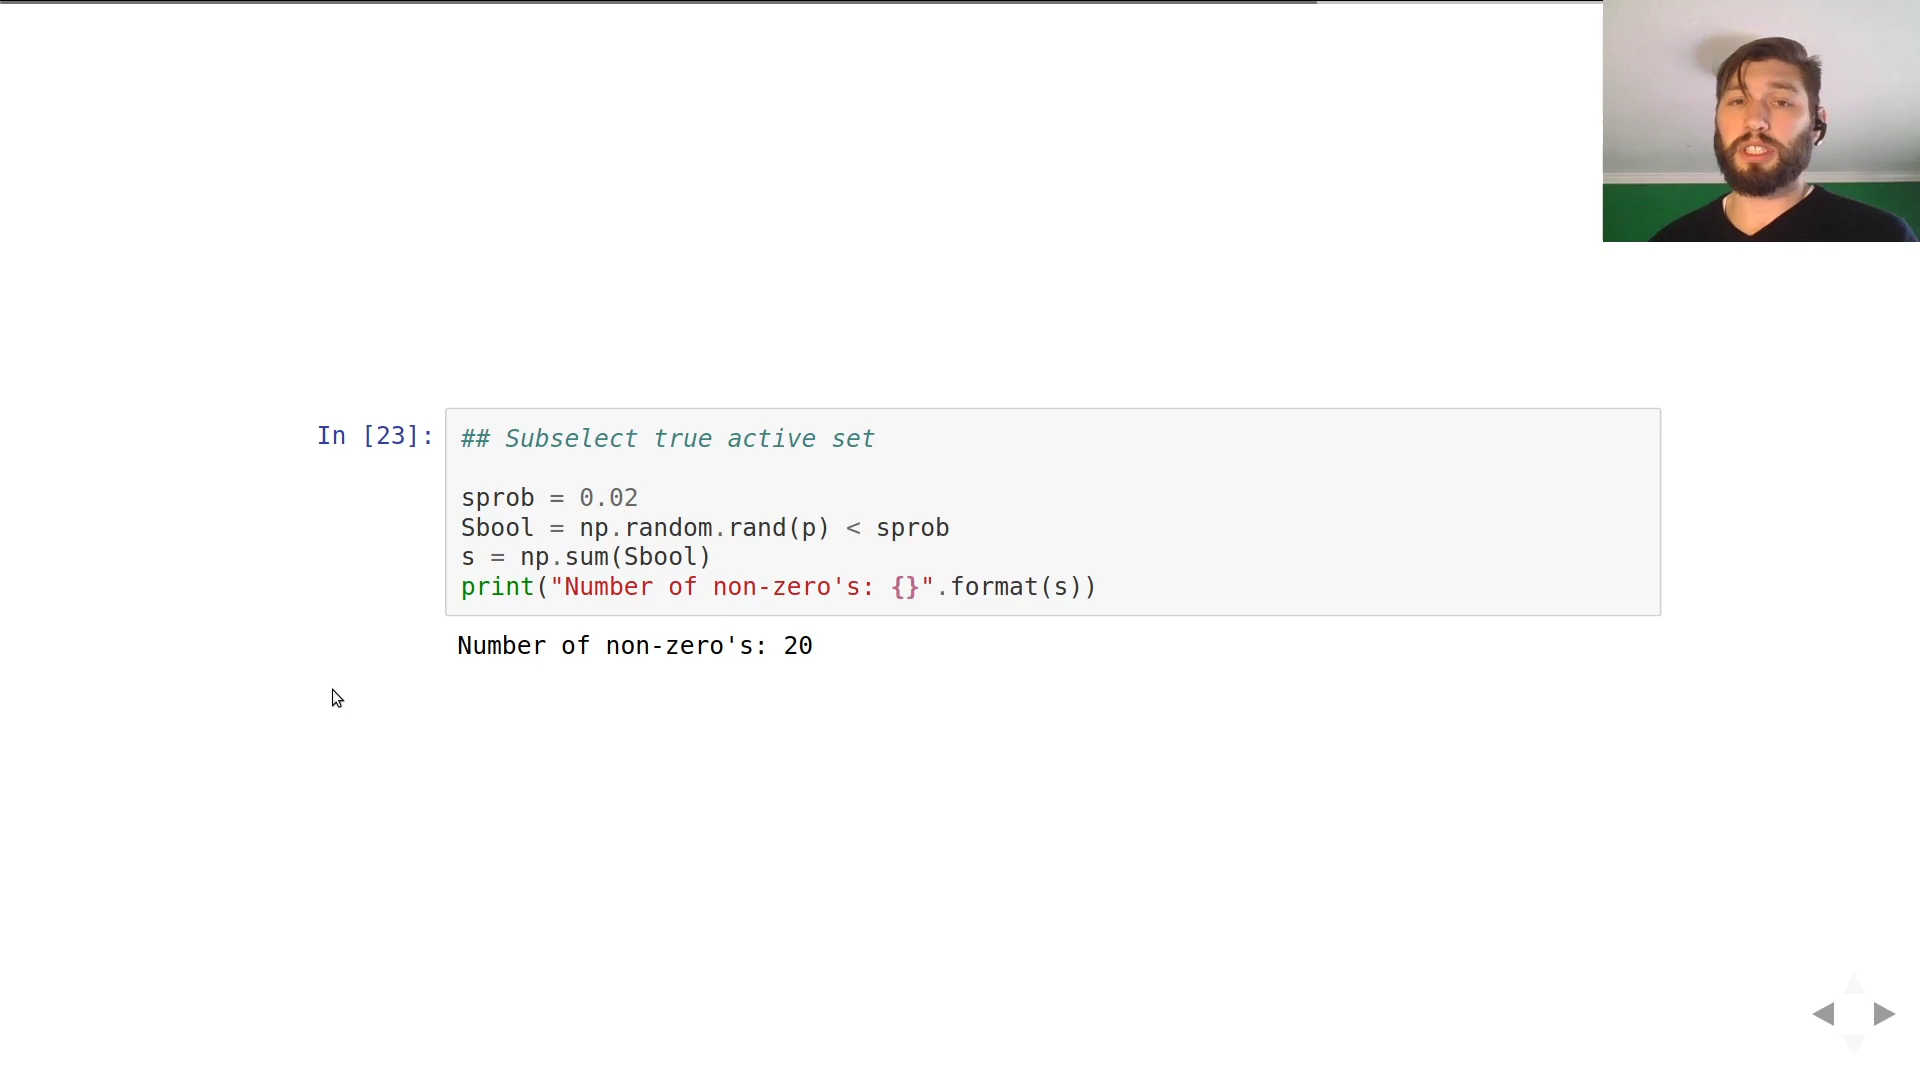 In [23]:
## Subselect true active set
sprob = 0.02
Sbool = np.random.rand(p) < sprob
s = np.sum(Sbool)
print("Number of non-zero's: {}".format(s))
Number of non-zero's: 20